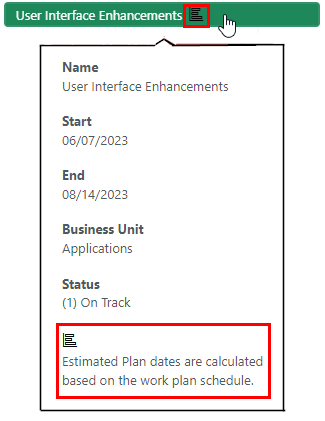 User Interface Enhancements
Name
User Interface Enhancements
Start
06/07/2023
End
08/14/2023
Business Unit
Applications
Status
(1) On Track
Estimated Plan dates are calculated
based on the work plan schedule.